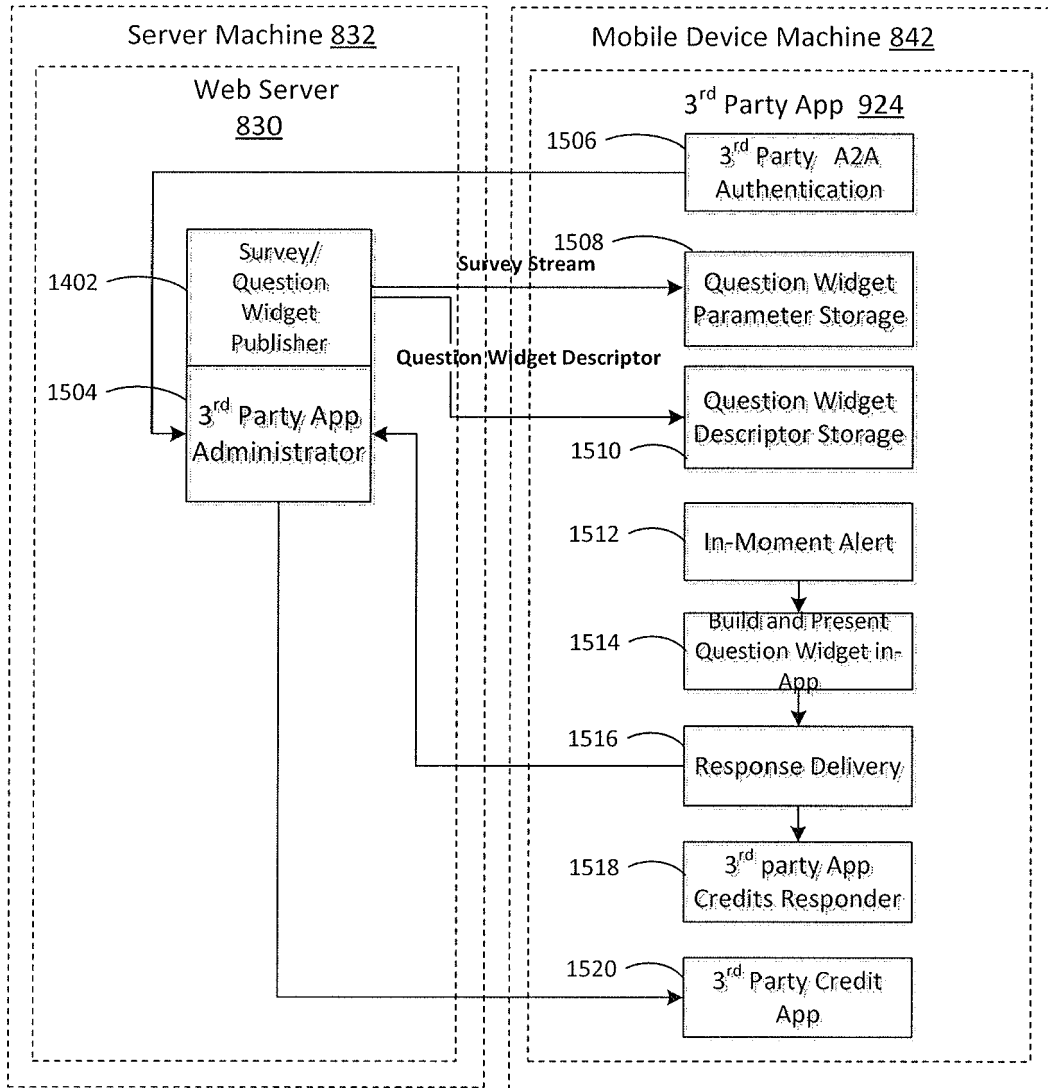 Server Machine 832
Mobile Device Machine 842
Web Server
830
3rd Party App 924
1506
3rd Party A2A
Authentication
1402
Survey/
Question
Widget
Publisher
Survey Stream
1508
Question Widget
Parameter Storage
1504
3rd Party App
Administrator
Question Widget Descriptor
Question Widget
Descriptor Storage
1510
1512
In-Moment Alert
1514
Build and Present
Question Widget in-
App
1516
Response Delivery
1518
3rd party App
Credits Responder
1520
3rd Party Credit
App